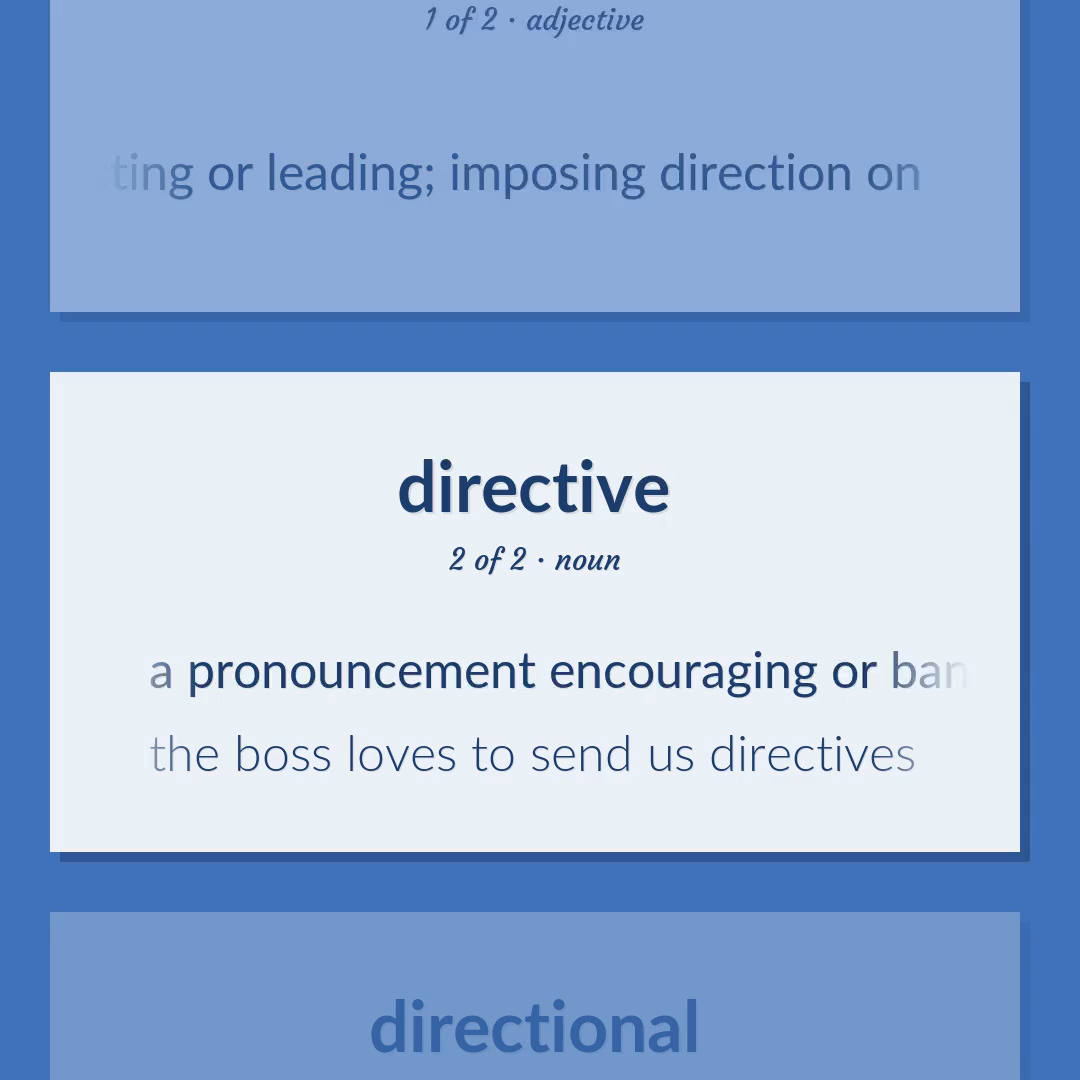 1 of 2 · adjective
ting or leading; imposing direction on
directive
2 of 2 · noun
a pronouncement encouraging or ban
the boss loves to send us directives
directional